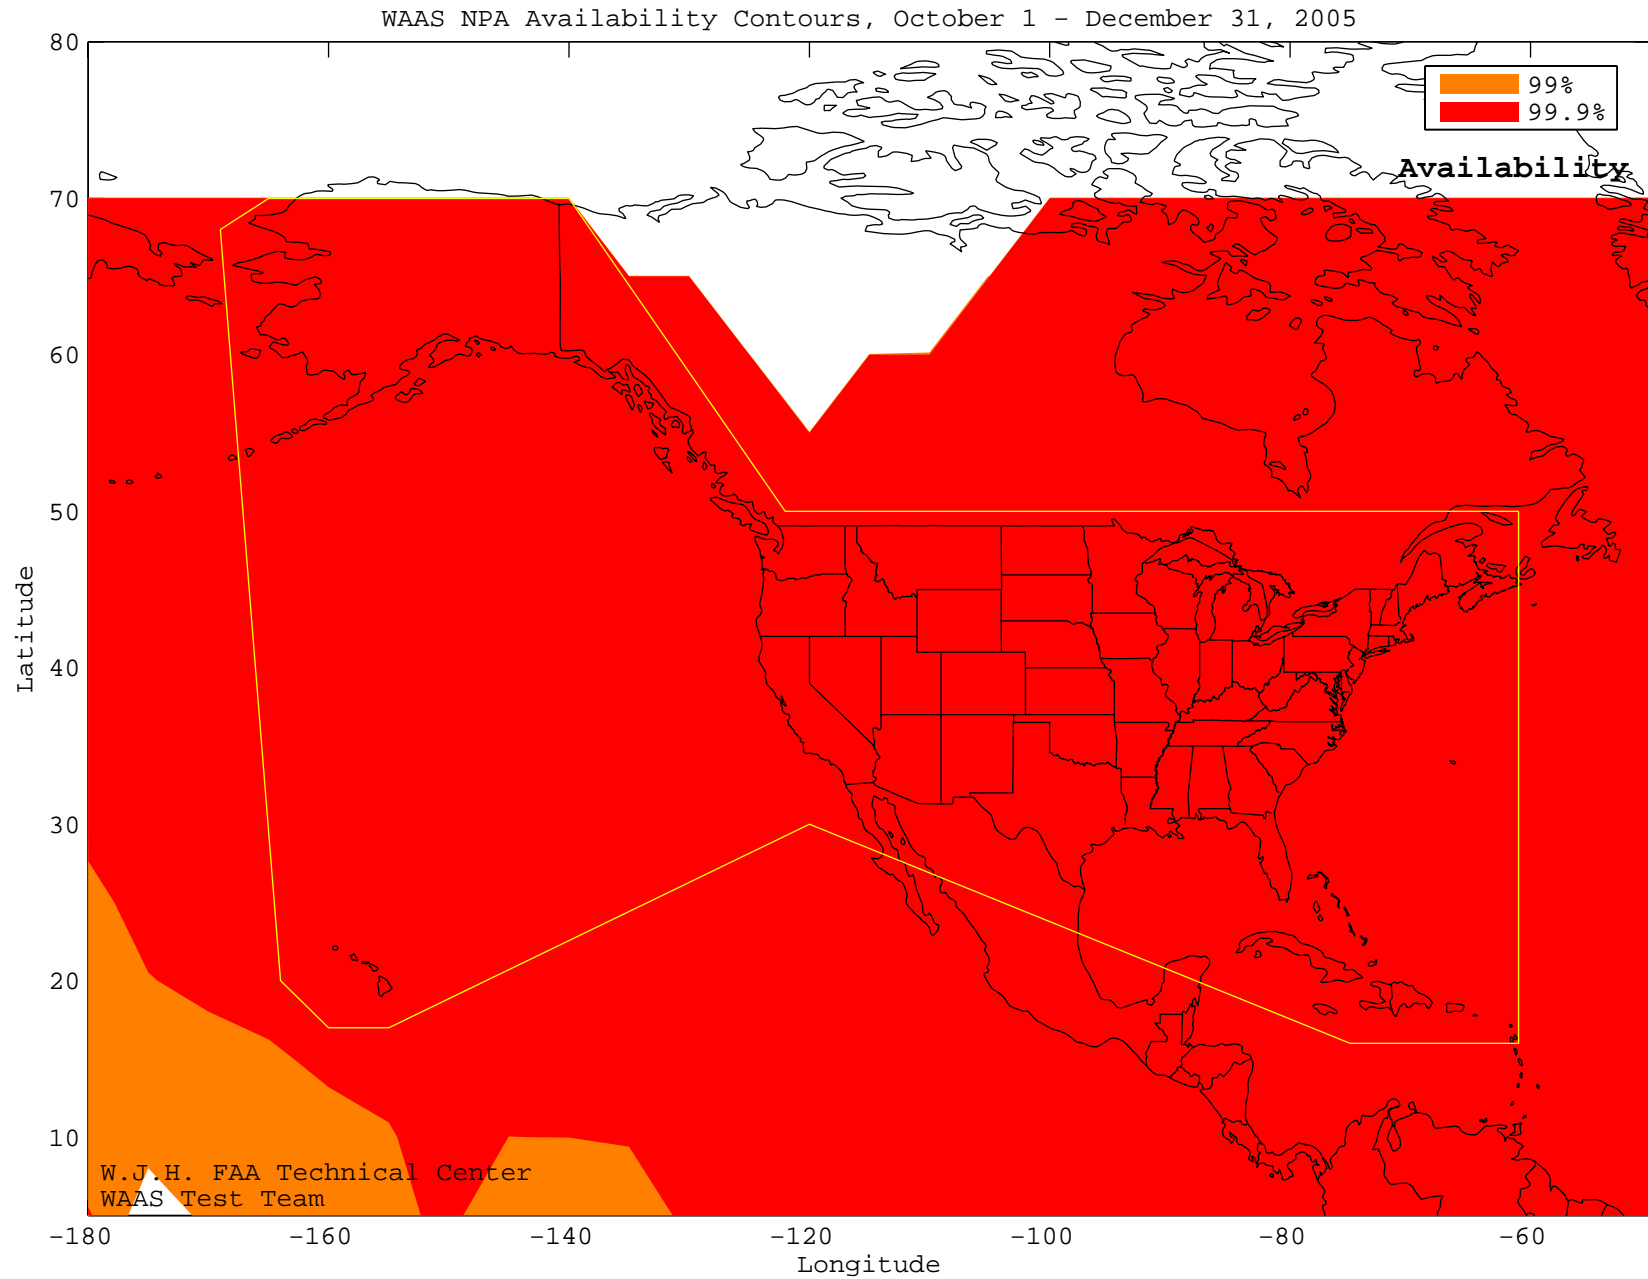 WAAS NPA Availability Contours, October 1 - December 31, 2005
80
70
60
50
40
30
20
10
Latitude
99%
99.9%
Availability
W.J.H. FAA Technical Center
WAAS Test Team
-180 -160 -140 -120 -100 -80 -60
Longitude